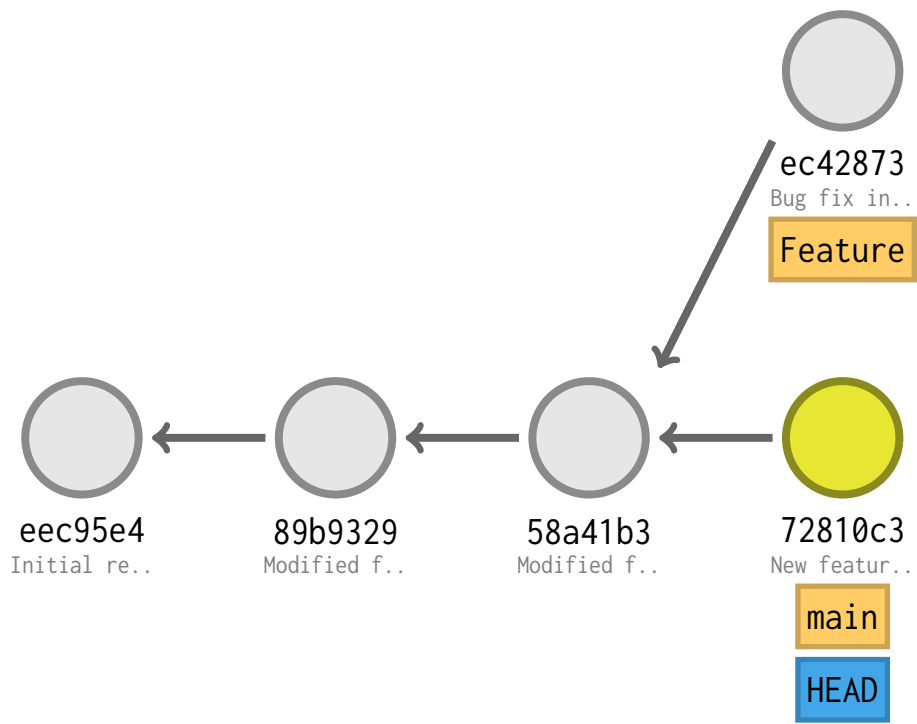 ec42873
Bug fix in..
Feature
eec95e4
Initial re..
89b9329
Modified f..
58a41b3
Modified f..
72810c3
New featur..
main
HEAD